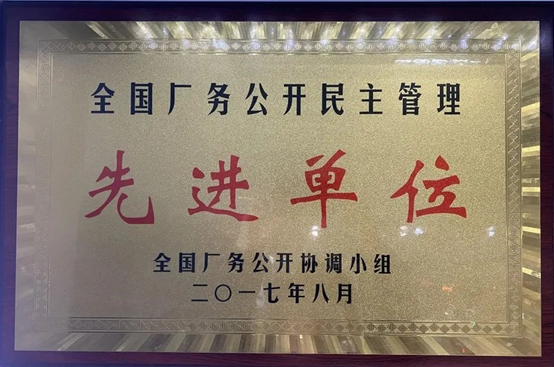 全国厂务公开民主管理
先进单位
全国厂务公开协调小组
二〇一七年八月